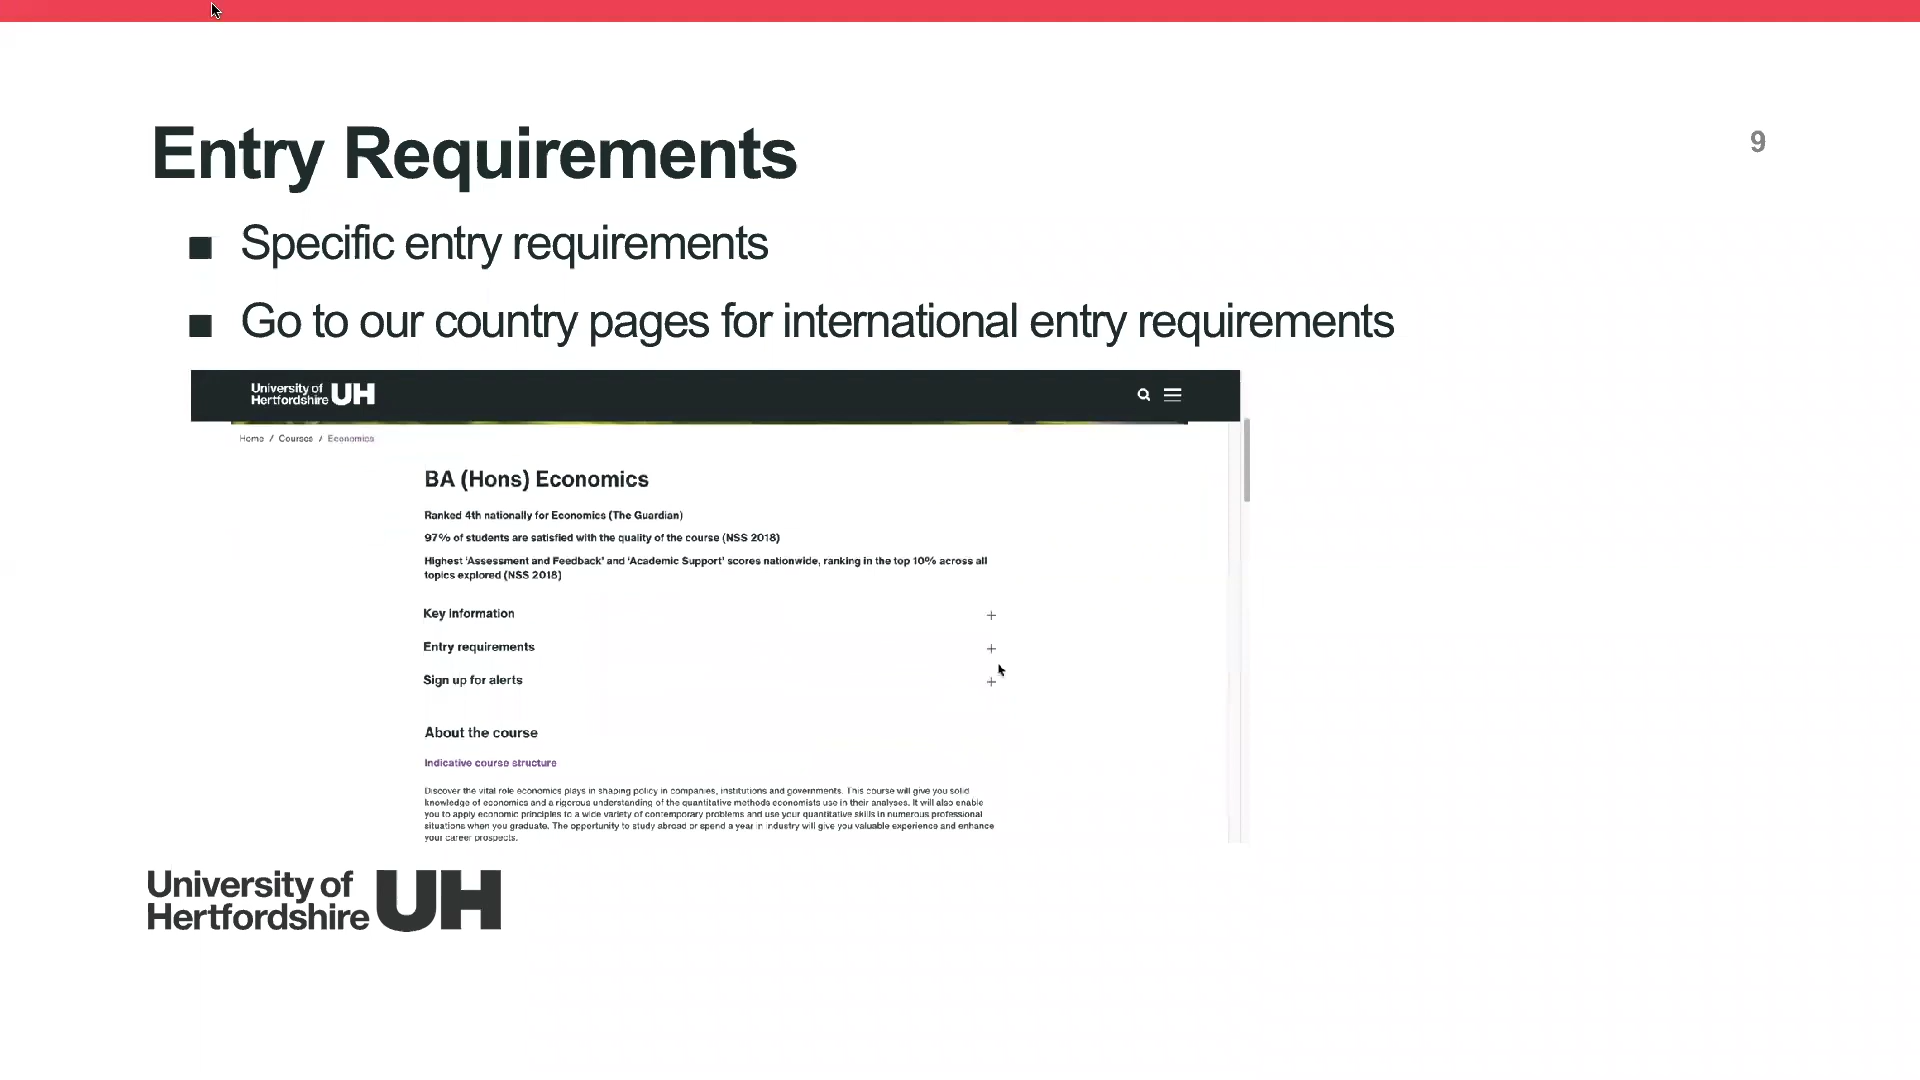 Entry Requirements
9
■ Specific entry requirements
■ Go to our country pages for international entry requirements
University of
Hertfordshire UH
Home / Courses / Economics
BA (Hons) Economics
Ranked 4th nationally for Economics (The Guardian)
97% of students are satisfied with the quality of the course (NSS 2018)
Highest 'Assessment and Feedback' and 'Academic Support' scores nationwide, ranking in the top 10% across all
topics explored (NSS 2018)
Key information +
Entry requirements +
Sign up for alerts +
About the course
Indicative course structure
Discover the vital role economics plays in shaping policy in companies, institutions and governments. This course will give you solid
knowledge of economics and a rigorous understanding of the quantitative methods economists use in their analyses. It will also enable
you to apply economic principles to a wide variety of contemporary problems and use your quantitative skills in numerous professional
situations when you graduate. The opportunity to study abroad or spend a year in industry will give you valuable experience and enhance
your career prospects.
University of
Hertfordshire UH